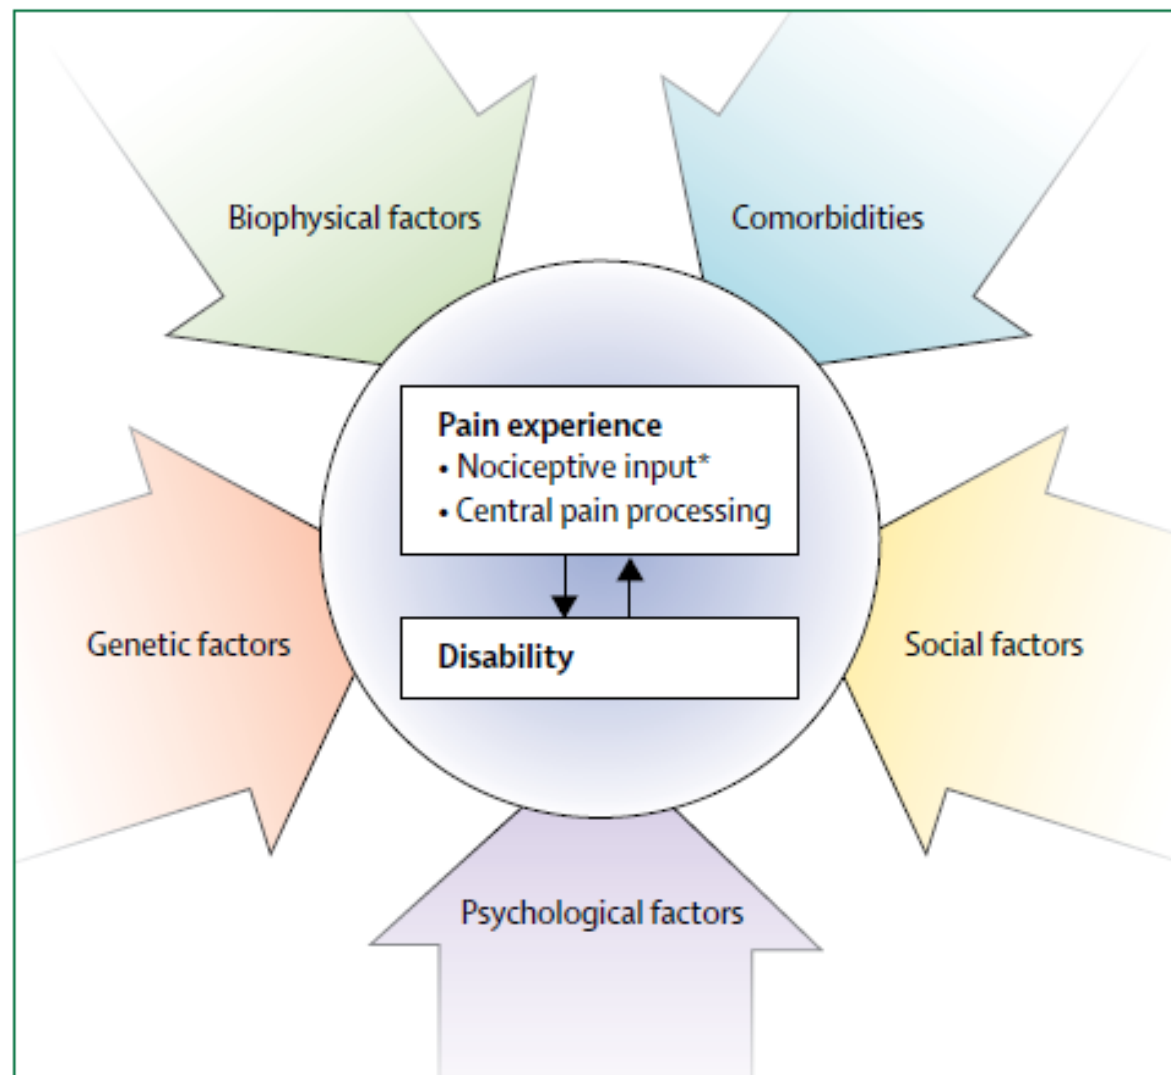 Biophysical factors
Comorbidities
Pain experience
• Nociceptive input*
• Central pain processing
Disability
Genetic factors
Social factors
Psychological factors